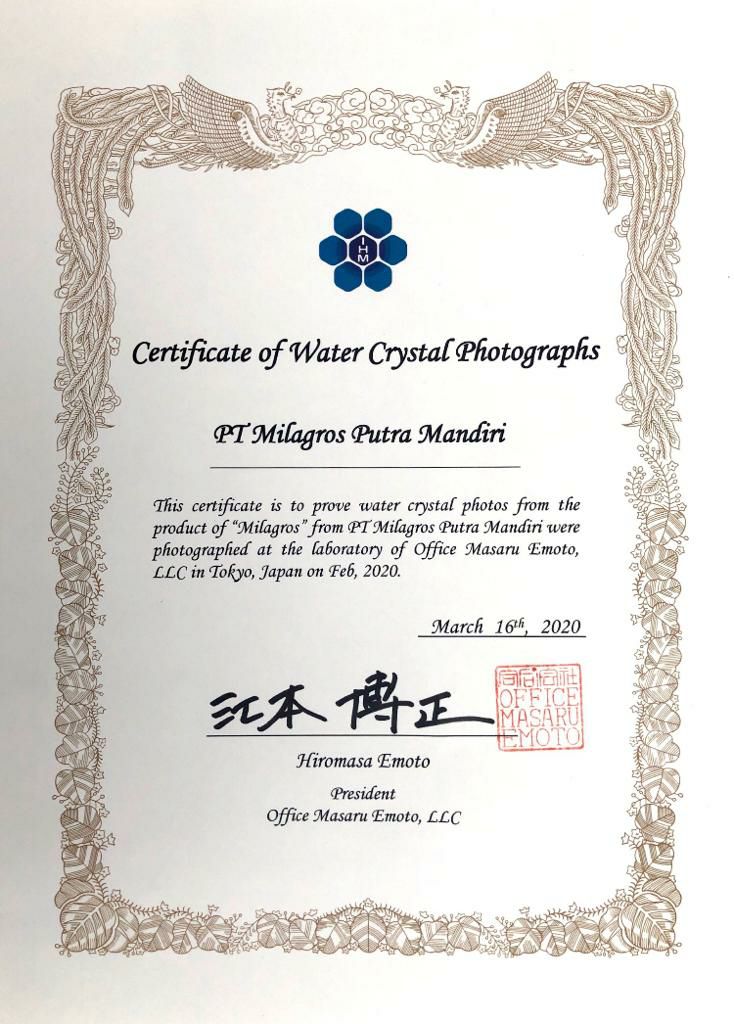 IHM
Certificate of Water Crystal Photographs
PT Milagros Putra Mandiri
This certificate is to prove water crystal photos from the
product of “Milagros” from PT Milagros Putra Mandiri were
photographed at the laboratory of Office Masaru Emoto,
LLC in Tokyo, Japan on Feb, 2020.
March 16th, 2020
江本 博正
OFFICE
MASARU
EMOTO
Hiromasa Emoto
President
Office Masaru Emoto, LLC